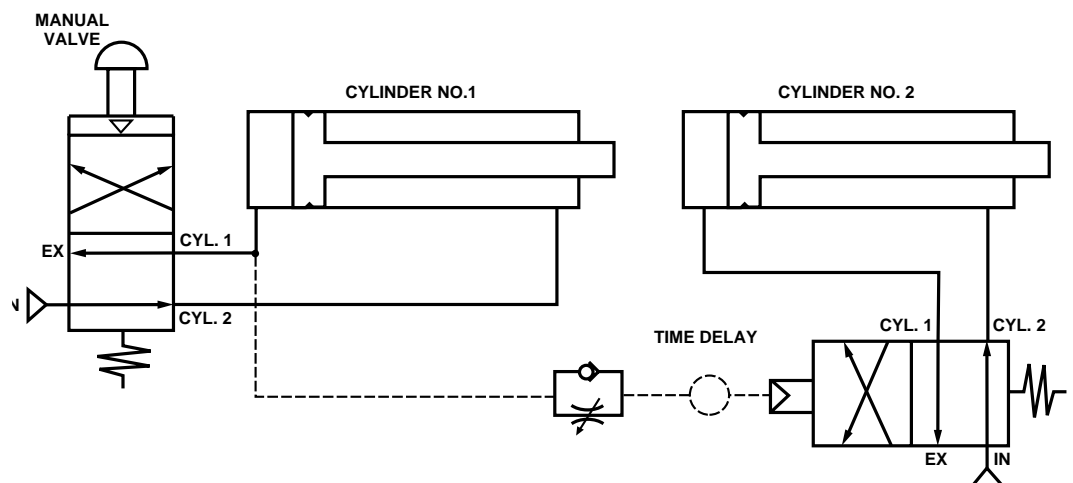 MANUAL
VALVE
CYLINDER NO.1
CYLINDER NO. 2
EX
CYL. 1
CYL. 2
TIME DELAY
CYL. 1
CYL. 2
EX
IN